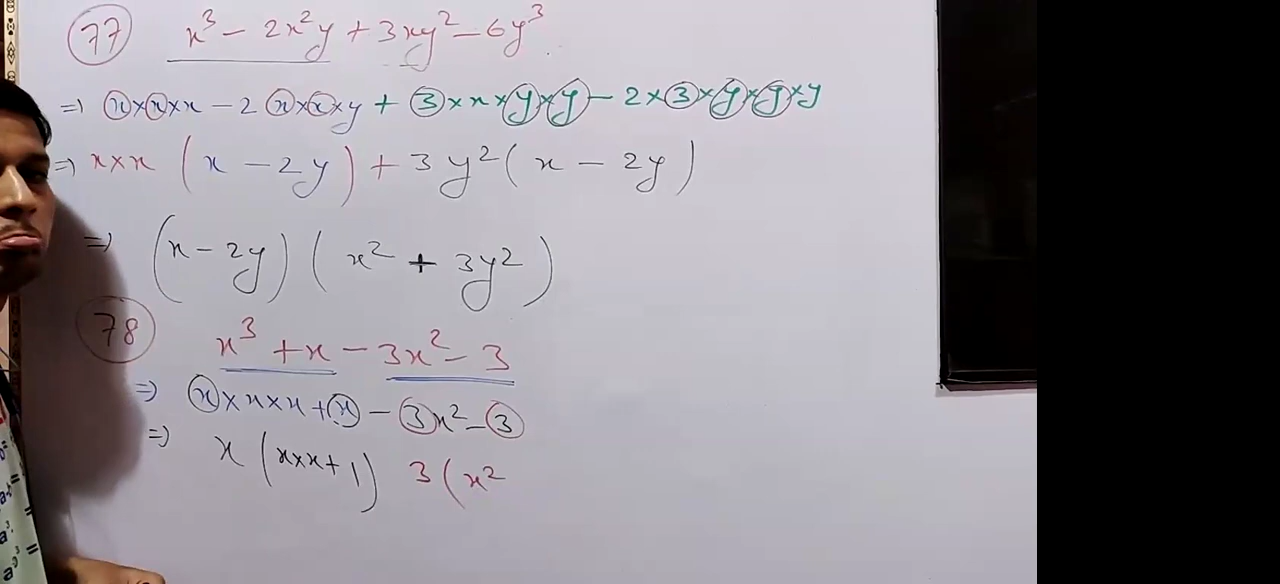 77 x³ - 2x²y + 3xy² - 6y³
⇒ x × x × x - 2 x × x × y + 3 × x × y × y - 2 × 3 × y × y × y
⇒ x × x (x - 2y) + 3y² (x - 2y)
⇒ (x - 2y) (x² + 3y²)
78 x³ + x - 3x² - 3
⇒ x × x × x + x - 3x² - 3
⇒ x (x × x + 1) 3 (x²